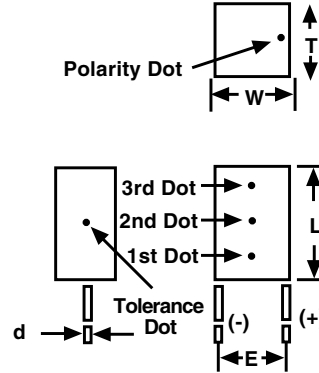 Polarity Dot
T
W
3rd Dot
2nd Dot
1st Dot
L
Tolerance
Dot
d
(-)
E
(+